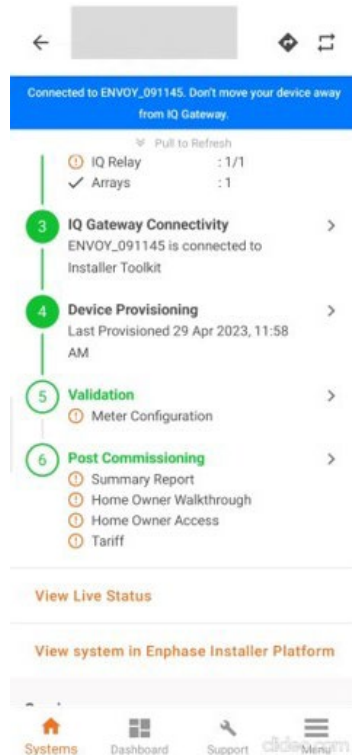 Connected to ENVOY_091145. Don't move your device away
from IQ Gateway.
Pull to Refresh
IQ Relay : 1/1
Arrays : 1
3 IQ Gateway Connectivity
ENVOY_091145 is connected to
Installer Toolkit
4 Device Provisioning
Last Provisioned 29 Apr 2023, 11:58
AM
5 Validation
Meter Configuration
6 Post Commissioning
Summary Report
Home Owner Walkthrough
Home Owner Access
Tariff
View Live Status
View system in Enphase Installer Platform
Systems Dashboard Support Menu
clideo.com